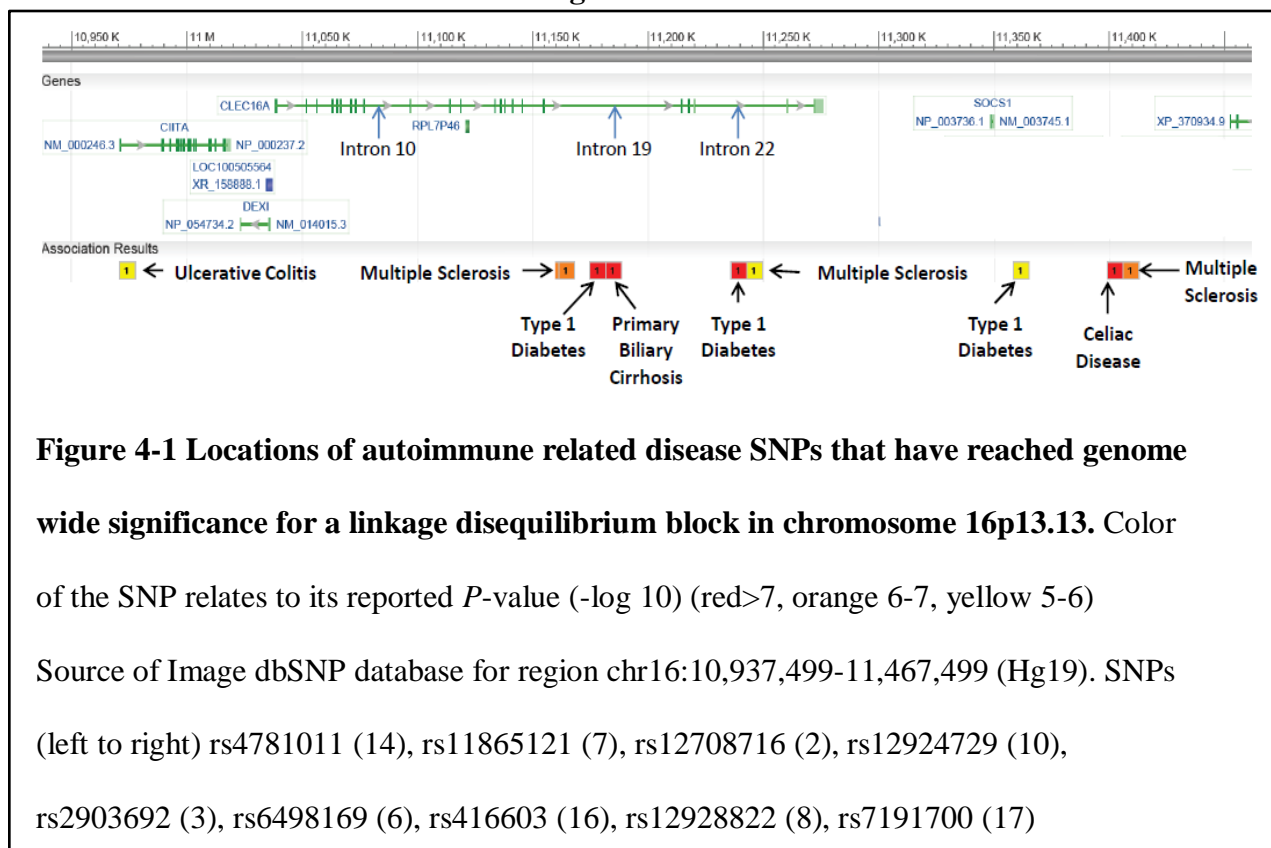 10,950 K 11 M 11,050 K 11,100 K 11,150 K 11,200 K 11,250 K 11,300 K 11,350 K 11,400 K
Genes
CLEC16A SOCS1
RPL7P46 NP_003736.1 NM_003745.1 XP_370934.9
CIITA
NM_000246.3 NP_000237.2 Intron 10 Intron 19 Intron 22
LOC100505564
XR_158888.1
DEXI
NP_054734.2 NM_014015.3
Association Results
1 Ulcerative Colitis Multiple Sclerosis 1 1 1 1 1 Multiple Sclerosis 1 1 1 Multiple
Sclerosis
Type 1 Primary Type 1 Type 1 Celiac
Diabetes Biliary Diabetes Diabetes Disease
Cirrhosis
Figure 4-1 Locations of autoimmune related disease SNPs that have reached genome
wide significance for a linkage disequilibrium block in chromosome 16p13.13. Color
of the SNP relates to its reported P-value (-log 10) (red>7, orange 6-7, yellow 5-6)
Source of Image dbSNP database for region chr16:10,937,499-11,467,499 (Hg19). SNPs
(left to right) rs4781011 (14), rs11865121 (7), rs12708716 (2), rs12924729 (10),
rs2903692 (3), rs6498169 (6), rs416603 (16), rs12928822 (8), rs7191700 (17)